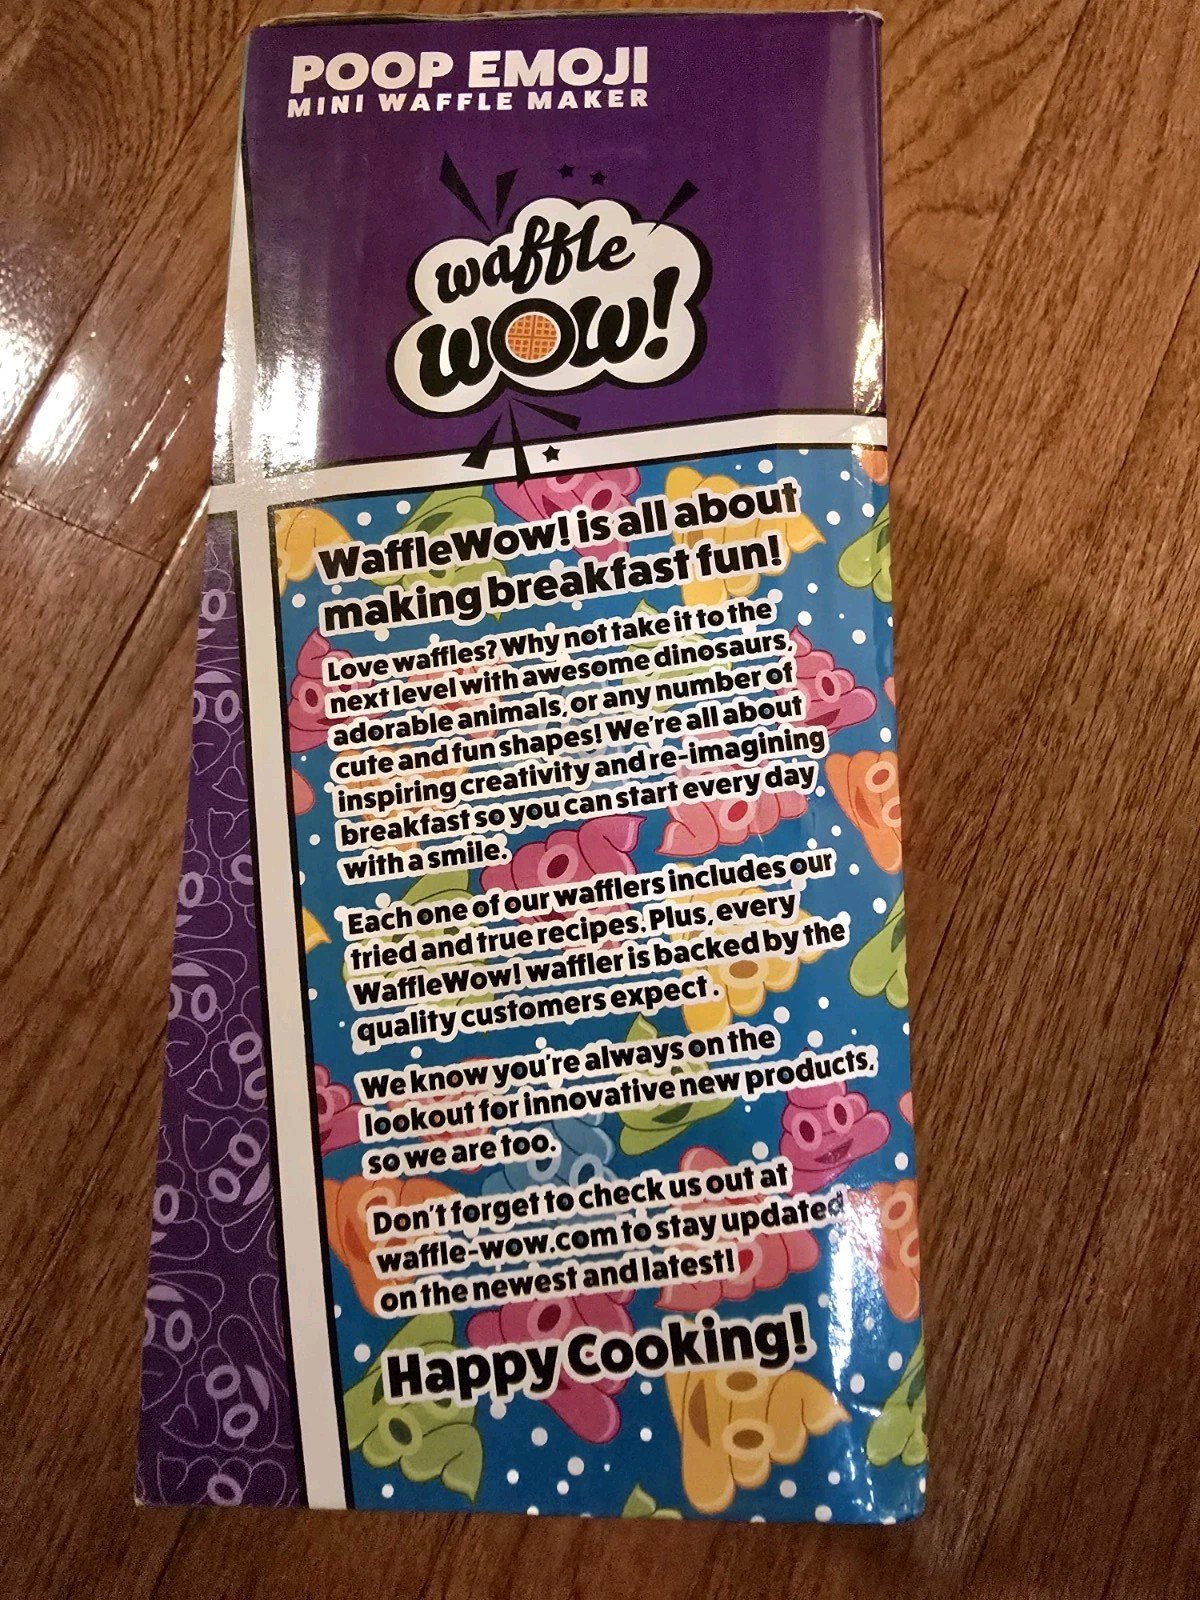 POOP EMOJI
MINI WAFFLE MAKER
waffle
WOW!
WaffleWow! is all about
making breakfast fun!
Love waffles? Why not take it to the
next level with awesome dinosaurs,
adorable animals, or any number of
cute and fun shapes! We're all about
inspiring creativity and re-imagining
breakfast so you can start every day
with a smile.
Each one of our wafflers includes our
tried and true recipes. Plus, every
WaffleWow! waffler is backed by the
quality customers expect.
We know you're always on the
lookout for innovative new products,
so we are too.
Don't forget to check us out at
waffle-wow.com to stay updated
on the newest and latest!
Happy Cooking!